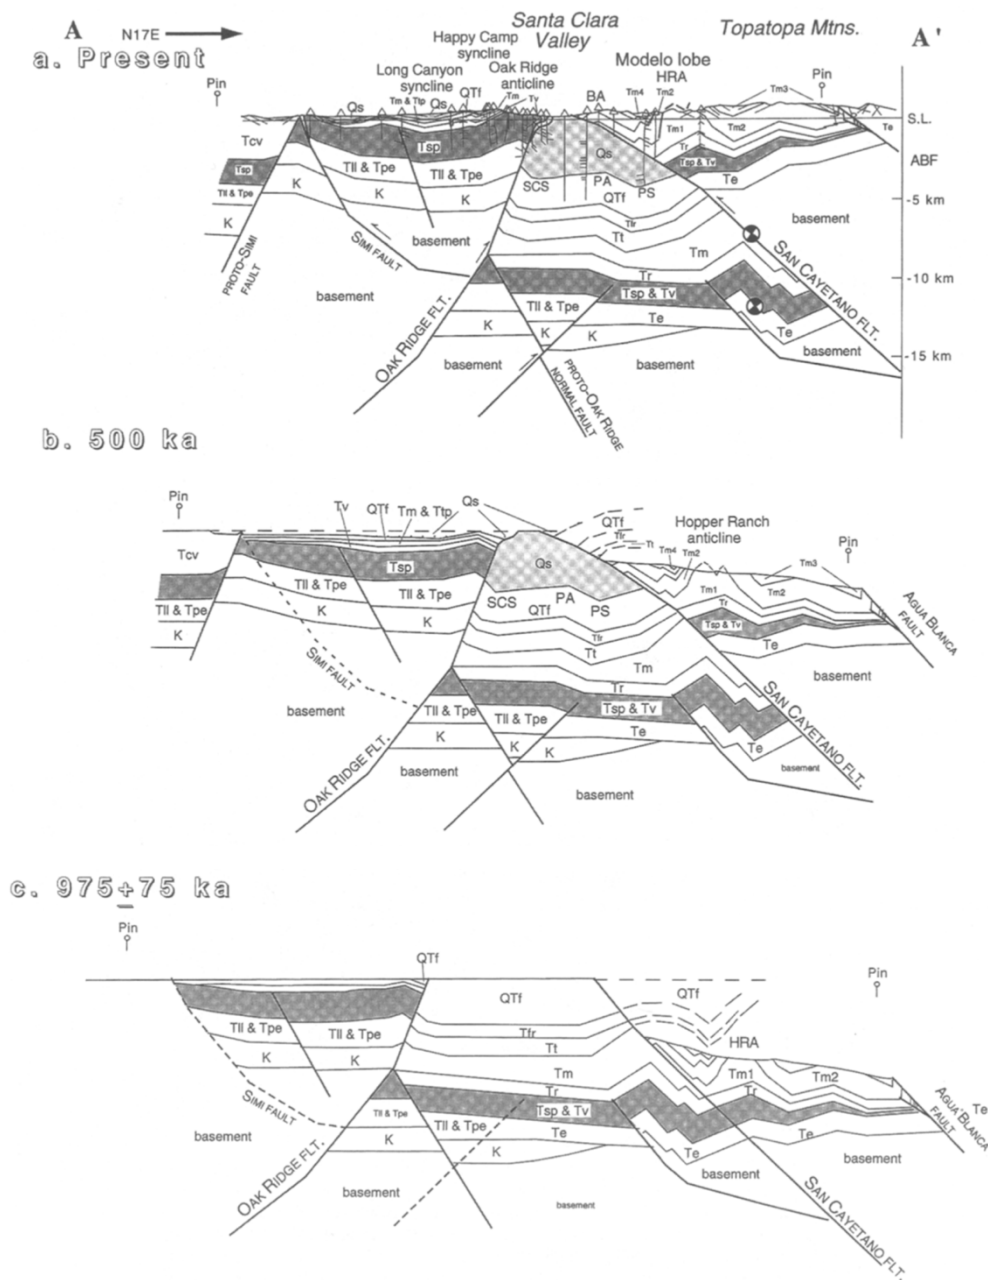 A
N17E
Santa Clara
Valley
Topatopa Mtns.
A'
a. Present
Happy Camp
syncline
Long Canyon
syncline
Oak Ridge
anticline
Modelo lobe
HRA
Pin
Pin
Qs
Tm & Ttp
Qs
QTf
Tm
Tv
BA
Tm4
Tm2
Tm3
S.L.
Tcv
Tsp
Qs
Tm1
Tm2
Te
Tr
Tsp
Tll & Tpe
Tll & Tpe
Tsp & Tv
ABF
Tll & Tpe
K
K
SCS
PA
PS
Te
K
QTf
-5 km
Tfr
basement
Tt
basement
Tm
PROTO-SIMI
FAULT
SIMI FAULT
basement
Tr
-10 km
Tsp & Tv
SAN CAYETANO FLT.
OAK RIDGE FLT.
Tll & Tpe
Te
Te
K
K
K
basement
basement
basement
-15 km
PROTO-OAK RIDGE
NORMAL FAULT
b. 500 ka
Pin
Tv
QTf
Tm & Ttp
Qs
QTf
Tfr
Tt
Hopper Ranch
anticline
Pin
Tcv
Tsp
Qs
Tm4
Tm2
Tm3
Tll & Tpe
Tll & Tpe
Tm1
Tm2
Tll & Tpe
SCS
PA
PS
Tr
K
K
QTf
Tsp & Tv
AGUA BLANCA
FAULT
K
Tfr
Te
SIMI FAULT
Tt
basement
Tm
basement
Tr
Tll & Tpe
Tll & Tpe
Tsp & Tv
SAN CAYETANO FLT.
K
K
Te
Te
OAK RIDGE FLT.
K
basement
basement
basement
c. 975±75 ka
Pin
QTf
Pin
QTf
QTf
Tll & Tpe
Tll & Tpe
Tfr
HRA
K
K
Tt
Tm
Tm1
Tm2
SIMI FAULT
Tr
Tr
Tll & Tpe
Tsp & Tv
AGUA BLANCA
FAULT
Te
basement
Tll & Tpe
Te
Te
K
K
OAK RIDGE FLT.
basement
basement
basement
basement
SAN CAYETANO FLT.